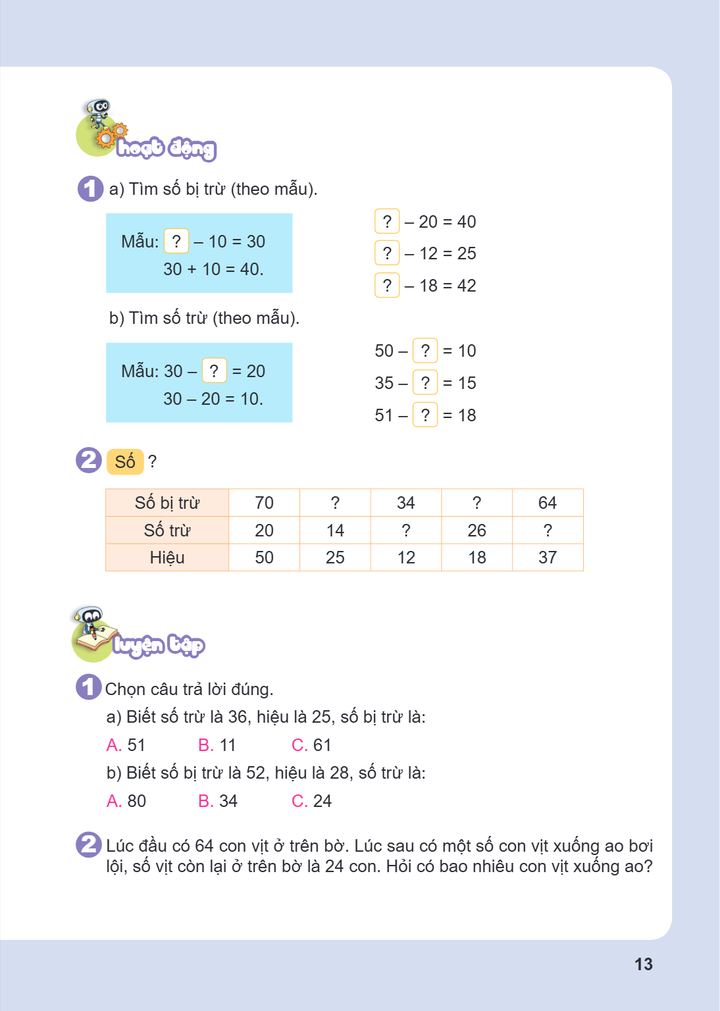 hoạt động
1 a) Tìm số bị trừ (theo mẫu).
Mẫu: ? – 10 = 30
30 + 10 = 40.
? – 20 = 40
? – 12 = 25
? – 18 = 42
b) Tìm số trừ (theo mẫu).
Mẫu: 30 – ? = 20
30 – 20 = 10.
50 – ? = 10
35 – ? = 15
51 – ? = 18
2 Số ?
Số bị trừ 70 ? 34 ? 64
Số trừ 20 14 ? 26 ?
Hiệu 50 25 12 18 37
luyện tập
1 Chọn câu trả lời đúng.
a) Biết số trừ là 36, hiệu là 25, số bị trừ là:
A. 51 B. 11 C. 61
b) Biết số bị trừ là 52, hiệu là 28, số trừ là:
A. 80 B. 34 C. 24
2 Lúc đầu có 64 con vịt ở trên bờ. Lúc sau có một số con vịt xuống ao bơi
lội, số vịt còn lại ở trên bờ là 24 con. Hỏi có bao nhiêu con vịt xuống ao?
13